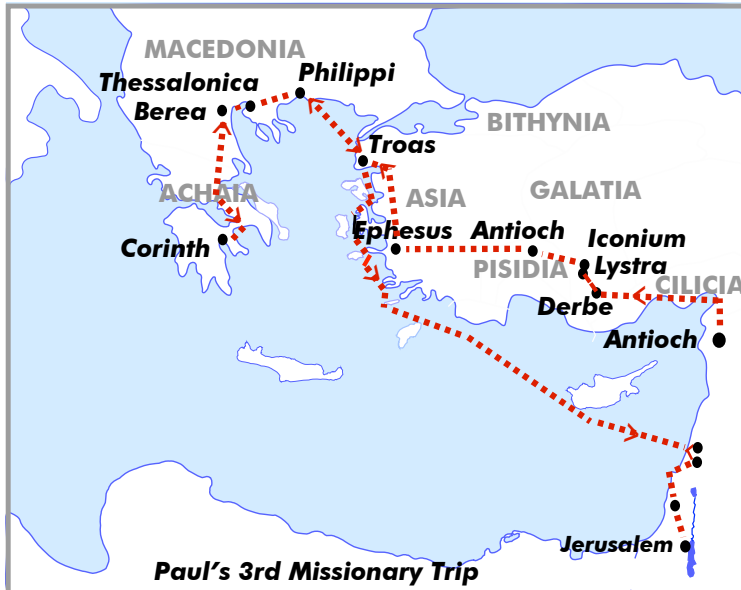 MACEDONIA
Philippi
Thessalonica
Berea
BITHYNIA
Troas
ACHAIA
ASIA
GALATIA
Corinth
Ephesus
Antioch
Iconium
PISIDIA
Lystra
CILICIA
Derbe
Antioch
Jerusalem
Paul's 3rd Missionary Trip